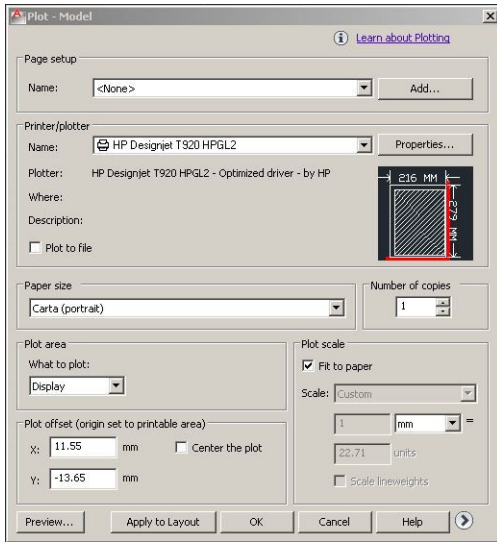 Plot - Model
Learn about Plotting
Page setup
Name: <None> Add...
Printer/plotter
Name: HP Designjet T920 HPGL2 Properties...
Plotter: HP Designjet T920 HPGL2 - Optimized driver - by HP
Where:
Description:
Plot to file
216 MM
279 MM
Paper size
Carta (portrait)
Number of copies
1
Plot area
What to plot:
Display
Plot offset (origin set to printable area)
X: 11.55 mm Center the plot
Y: -13.65 mm
Plot scale
Fit to paper
Scale: Custom
1 mm =
22.71 units
Scale lineweights
Preview... Apply to Layout OK Cancel Help